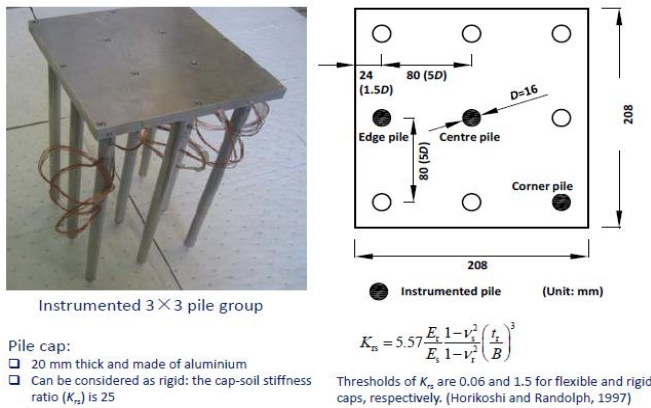 24
(1.5D)
80 (5D)
D=16
Edge pile
Centre pile
80 (5D)
208
Corner pile
208
Instrumented pile (Unit: mm)
Instrumented 3×3 pile group
Pile cap:
❑ 20 mm thick and made of aluminium
❑ Can be considered as rigid: the cap-soil stiffness
ratio (Krs) is 25
Krs = 5.57 Er/Es (1−νs²)/(1−νr²) (tr/B)³
Thresholds of Krs are 0.06 and 1.5 for flexible and rigid
caps, respectively. (Horikoshi and Randolph, 1997)